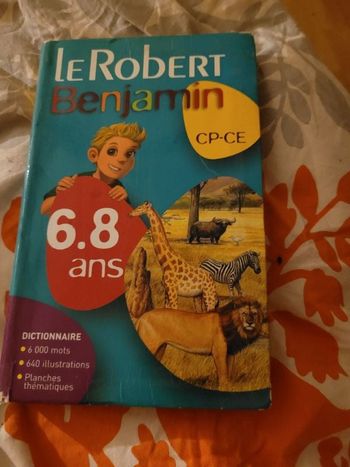 LE ROBERT
Benjamin
CP-CE
6.8
ans
DICTIONNAIRE
• 6 000 mots
• 640 illustrations
• Planches
thématiques